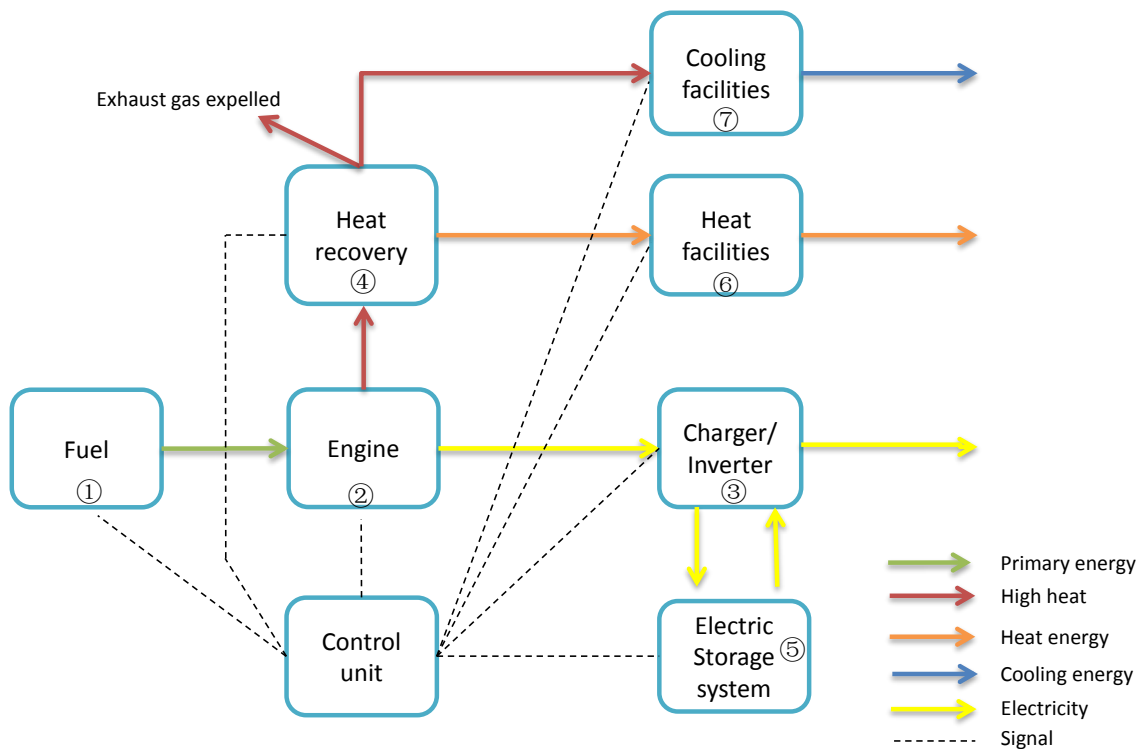 Cooling
facilities
⑦
Exhaust gas expelled
Heat
recovery
④
Heat
facilities
⑥
Fuel
①
Engine
②
Charger/
Inverter
③
Control
unit
Electric
Storage
system
⑤
Primary energy
High heat
Heat energy
Cooling energy
Electricity
Signal